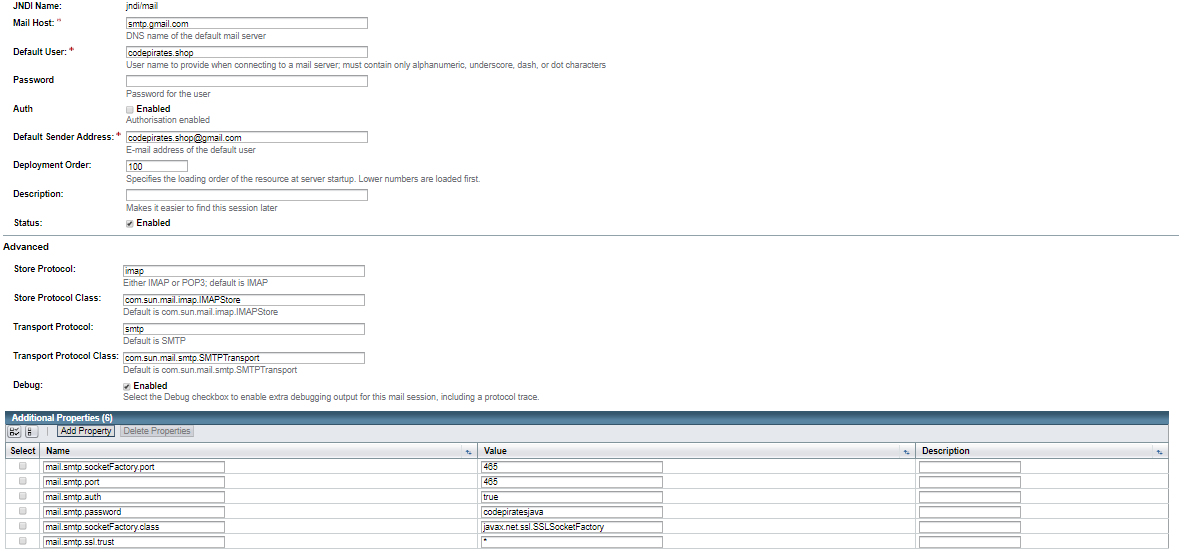 JNDI Name: jndi/mail
Mail Host: * smtp.gmail.com
DNS name of the default mail server
Default User: * codepirates.shop
User name to provide when connecting to a mail server; must contain only alphanumeric, underscore, dash, or dot characters
Password
Password for the user
Auth Enabled
Authorisation enabled
Default Sender Address: * codepirates.shop@gmail.com
E-mail address of the default user
Deployment Order: 100
Specifies the loading order of the resource at server startup. Lower numbers are loaded first.
Description:
Makes it easier to find this session later
Status: Enabled
Advanced
Store Protocol: imap
Either IMAP or POP3; default is IMAP
Store Protocol Class: com.sun.mail.imap.IMAPStore
Default is com.sun.mail.imap.IMAPStore
Transport Protocol: smtp
Default is SMTP
Transport Protocol Class: com.sun.mail.smtp.SMTPTransport
Default is com.sun.mail.smtp.SMTPTransport
Debug: Enabled
Select the Debug checkbox to enable extra debugging output for this mail session, including a protocol trace.
Additional Properties (6)
Add Property Delete Properties
Select Name Value Description
mail.smtp.socketFactory.port 465
mail.smtp.port 465
mail.smtp.auth true
mail.smtp.password codepiratesjava
mail.smtp.socketFactory.class javax.net.ssl.SSLSocketFactory
mail.smtp.ssl.trust *